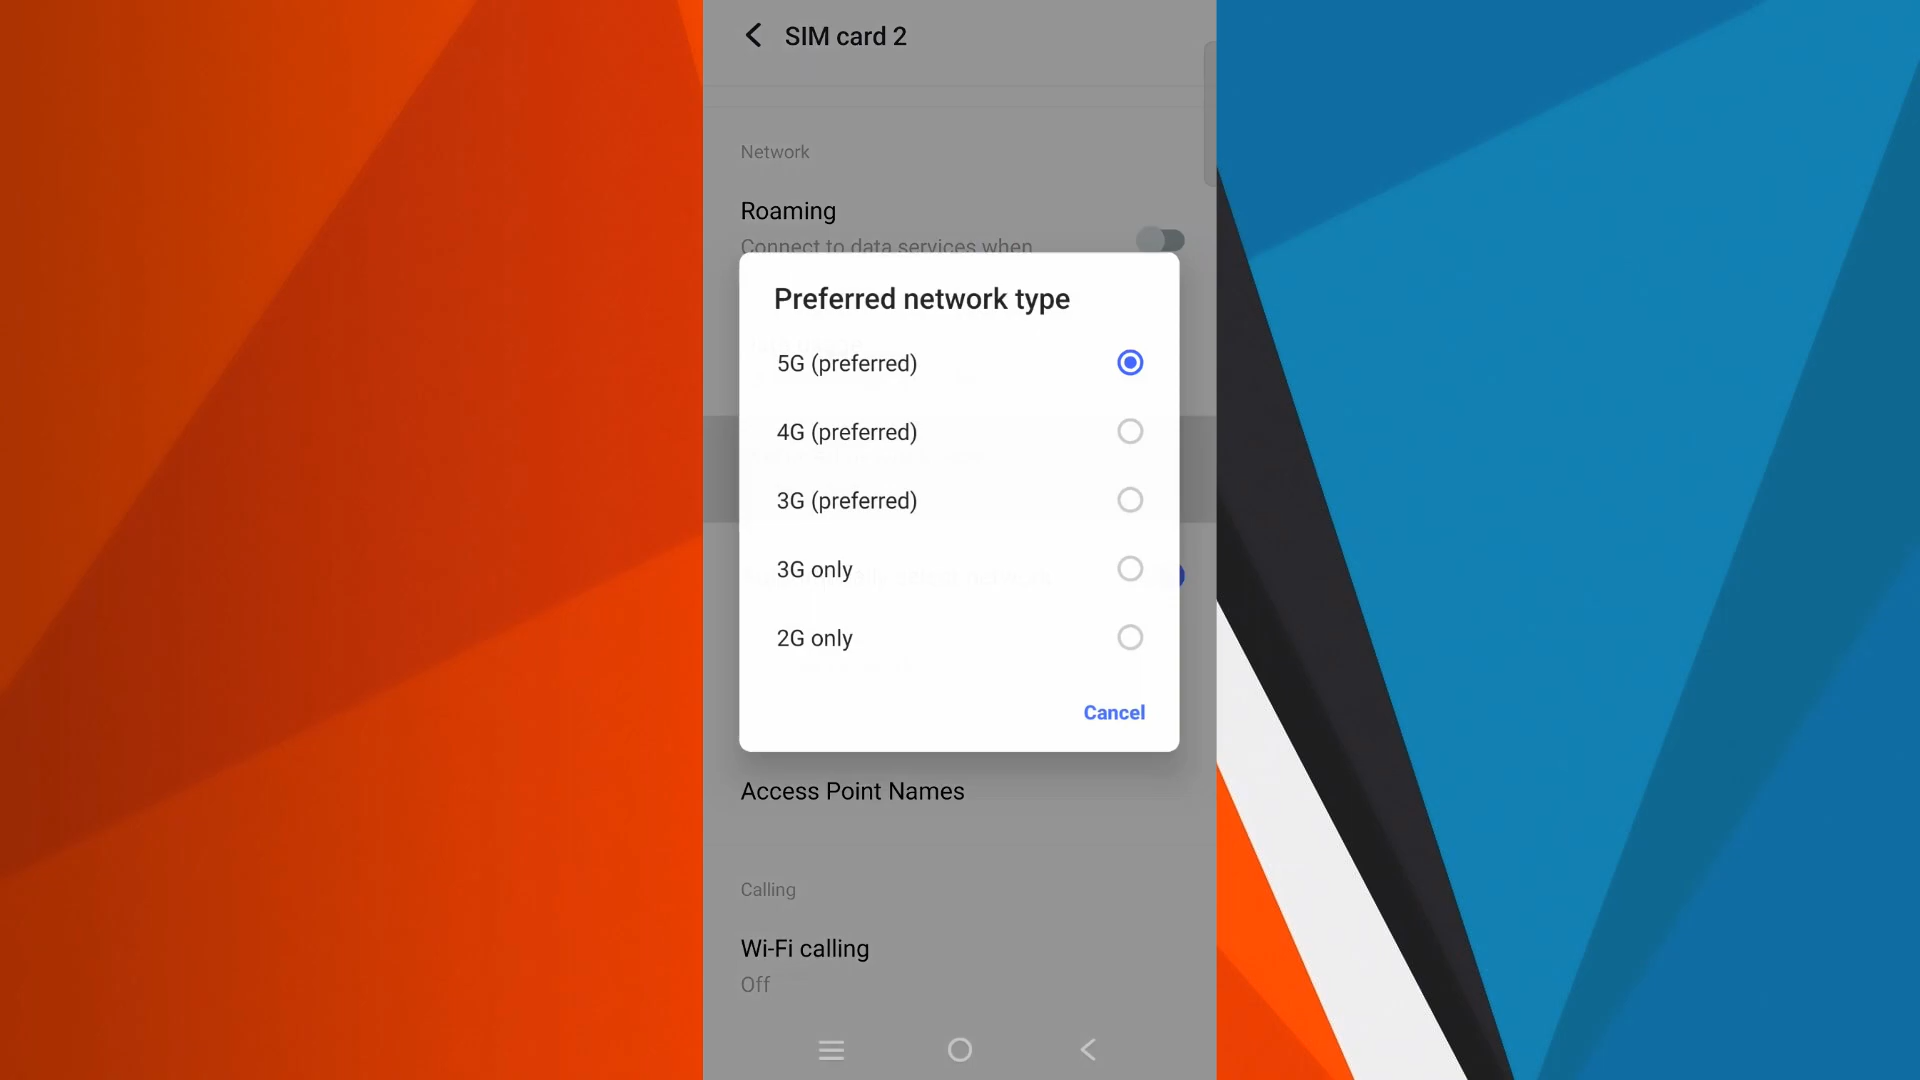 SIM card 2
Network
Roaming
Connect to data services when
Preferred network type
5G (preferred)
4G (preferred)
3G (preferred)
3G only
2G only
Cancel
Access Point Names
Calling
Wi-Fi calling
Off